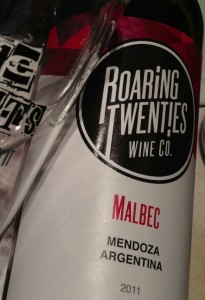 ROARING
TWENTIES
WINE CO.
MALBEC
MENDOZA
ARGENTINA
2011